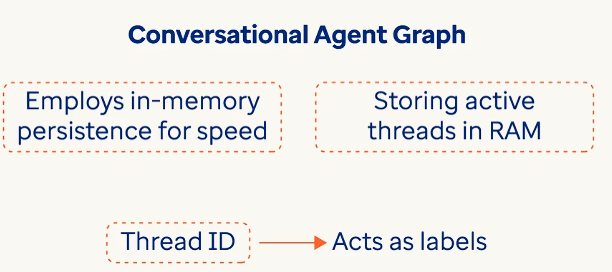 Conversational Agent Graph
Employs in-memory
persistence for speed
Storing active
threads in RAM
Thread ID
Acts as labels